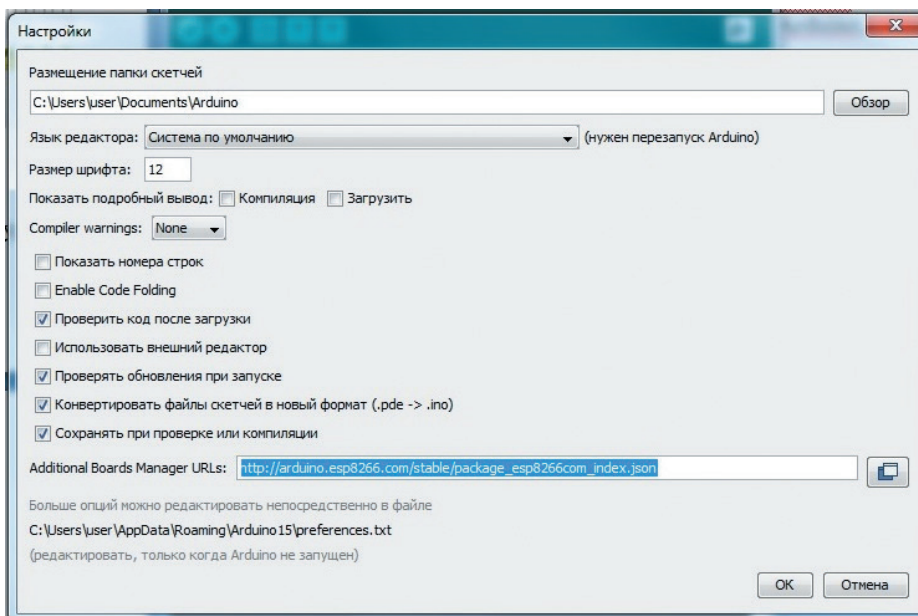 Настройки
Размещение папки скетчей
C:\Users\user\Documents\Arduino Обзор
Язык редактора: Система по умолчанию (нужен перезапуск Arduino)
Размер шрифта: 12
Показать подробный вывод: Компиляция Загрузить
Compiler warnings: None
Показать номера строк
Enable Code Folding
Проверить код после загрузки
Использовать внешний редактор
Проверять обновления при запуске
Конвертировать файлы скетчей в новый формат (.pde -> .ino)
Сохранять при проверке или компиляции
Additional Boards Manager URLs: http://arduino.esp8266.com/stable/package_esp8266com_index.json
Больше опций можно редактировать непосредственно в файле
C:\Users\user\AppData\Roaming\Arduino15\preferences.txt
(редактировать, только когда Arduino не запущен)
OK Отмена